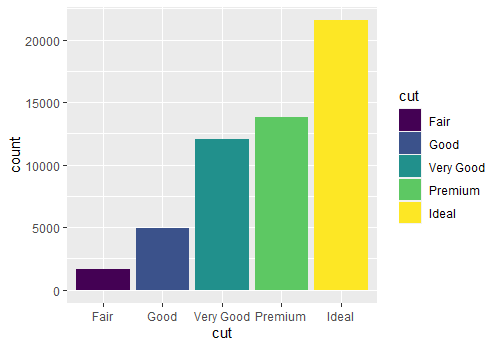 20000
15000
10000
5000
0
count
Fair Good Very Good Premium Ideal
cut
cut
Fair
Good
Very Good
Premium
Ideal